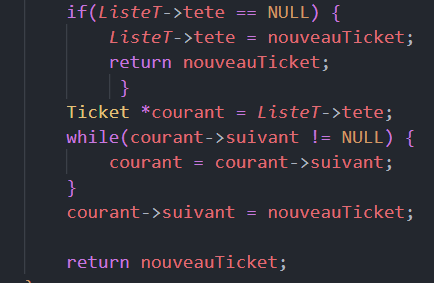 if(ListeT->tete == NULL) {
ListeT->tete = nouveauTicket;
return nouveauTicket;
}
Ticket *courant = ListeT->tete;
while(courant->suivant != NULL) {
courant = courant->suivant;
}
courant->suivant = nouveauTicket;
return nouveauTicket;